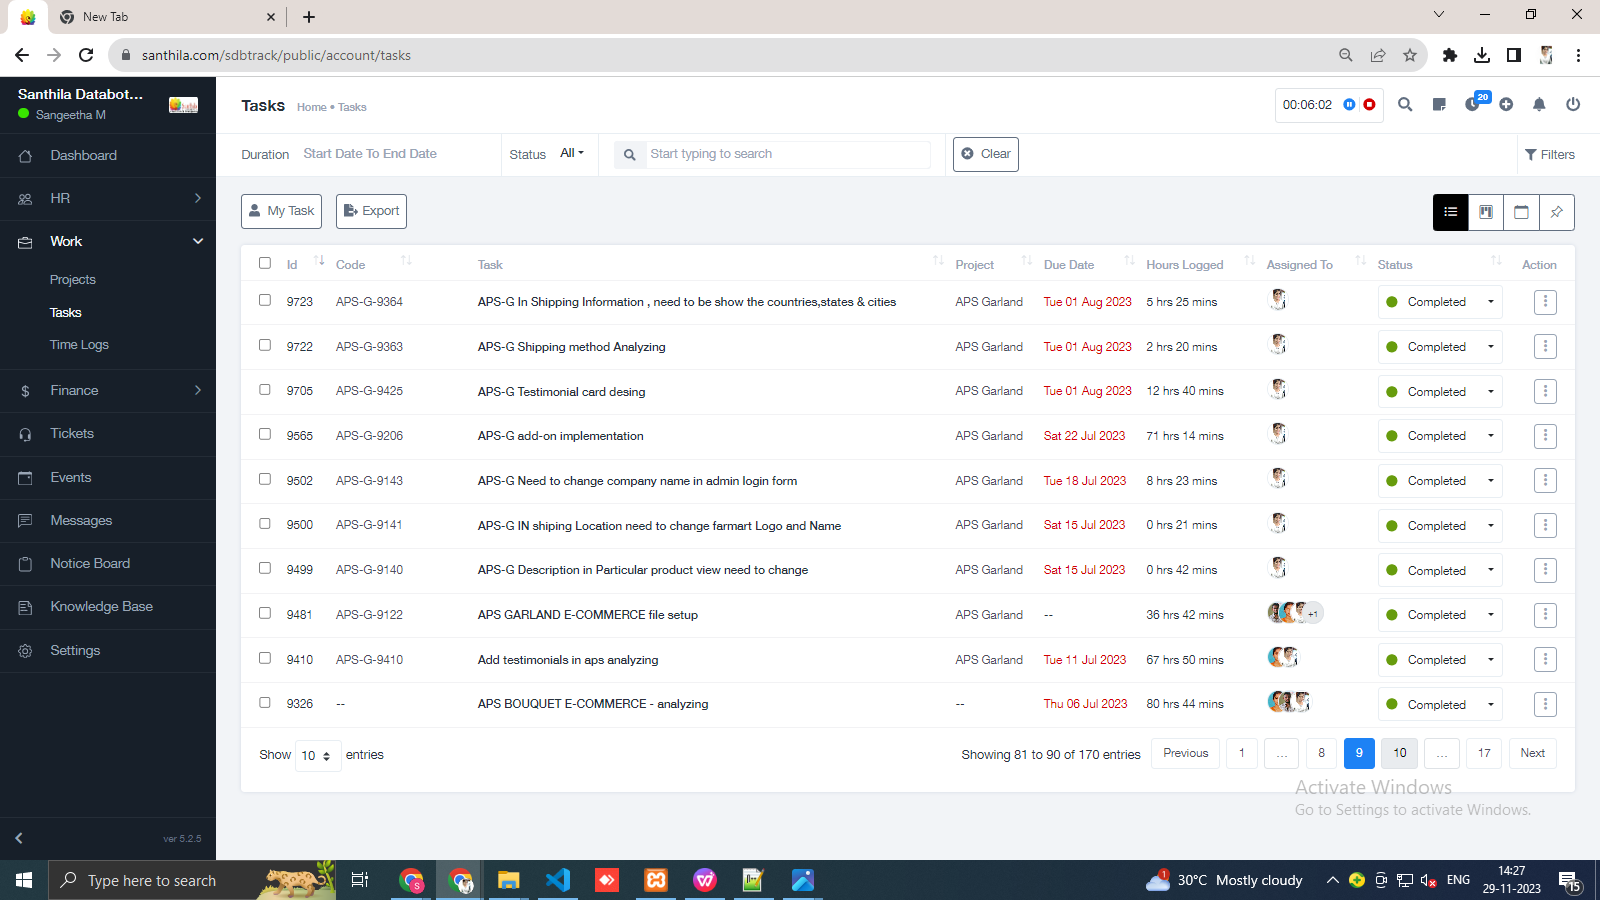 New Tab
santhila.com/sdbtrack/public/account/tasks
Santhila Databot...
Sangeetha M
Tasks Home • Tasks
00:06:02
20
Duration Start Date To End Date Status All Start typing to search Clear Filters
Dashboard
HR
Work
Projects
Tasks
Time Logs
Finance
Tickets
Events
Messages
Notice Board
Knowledge Base
Settings
ver 5.2.5
My Task Export
Id Code Task Project Due Date Hours Logged Assigned To Status Action
9723 APS-G-9364 APS-G In Shipping Information , need to be show the countries,states & cities APS Garland Tue 01 Aug 2023 5 hrs 25 mins Completed
9722 APS-G-9363 APS-G Shipping method Analyzing APS Garland Tue 01 Aug 2023 2 hrs 20 mins Completed
9705 APS-G-9425 APS-G Testimonial card desing APS Garland Tue 01 Aug 2023 12 hrs 40 mins Completed
9565 APS-G-9206 APS-G add-on implementation APS Garland Sat 22 Jul 2023 71 hrs 14 mins Completed
9502 APS-G-9143 APS-G Need to change company name in admin login form APS Garland Tue 18 Jul 2023 8 hrs 23 mins Completed
9500 APS-G-9141 APS-G IN shiping Location need to change farmart Logo and Name APS Garland Sat 15 Jul 2023 0 hrs 21 mins Completed
9499 APS-G-9140 APS-G Description in Particular product view need to change APS Garland Sat 15 Jul 2023 0 hrs 42 mins Completed
9481 APS-G-9122 APS GARLAND E-COMMERCE file setup APS Garland -- 36 hrs 42 mins +1 Completed
9410 APS-G-9410 Add testimonials in aps analyzing APS Garland Tue 11 Jul 2023 67 hrs 50 mins Completed
9326 -- APS BOUQUET E-COMMERCE - analyzing -- Thu 06 Jul 2023 80 hrs 44 mins Completed
Show 10 entries Showing 81 to 90 of 170 entries Previous 1 ... 8 9 10 ... 17 Next
Activate Windows
Go to Settings to activate Windows.
Type here to search
S
1
30°C Mostly cloudy
ENG
14:27
29-11-2023
15